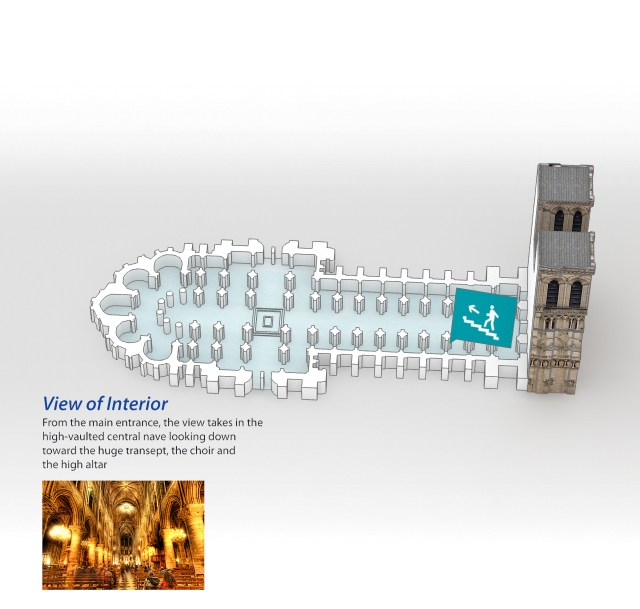 View of Interior
From the main entrance, the view takes in the
high-vaulted central nave looking down
toward the huge transept, the choir and
the high altar